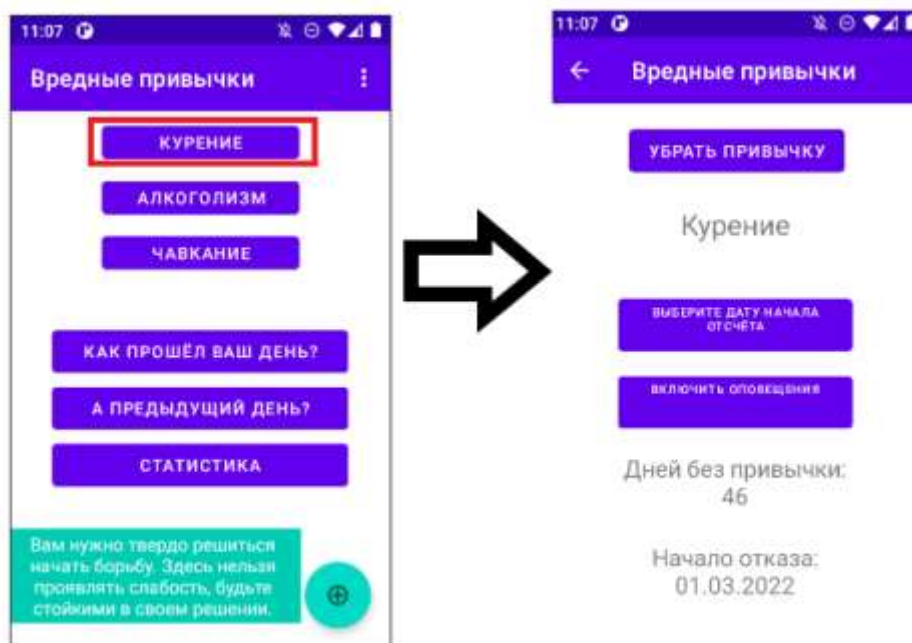 11:07
Вредные привычки
КУРЕНИЕ
АЛКОГОЛИЗМ
ЧАВКАНИЕ
КАК ПРОШЁЛ ВАШ ДЕНЬ?
А ПРЕДЫДУЩИЙ ДЕНЬ?
СТАТИСТИКА
Вам нужно твердо решиться
начать борьбу. Здесь нельзя
проявлять слабость, будьте
стойкими в своем решении.
11:07
Вредные привычки
УБРАТЬ ПРИВЫЧКУ
Курение
ВЫБЕРИТЕ ДАТУ НАЧАЛА
ОТСЧЁТА
ВКЛЮЧИТЬ ОПОВЕЩЕНИЯ
Дней без привычки:
46
Начало отказа:
01.03.2022